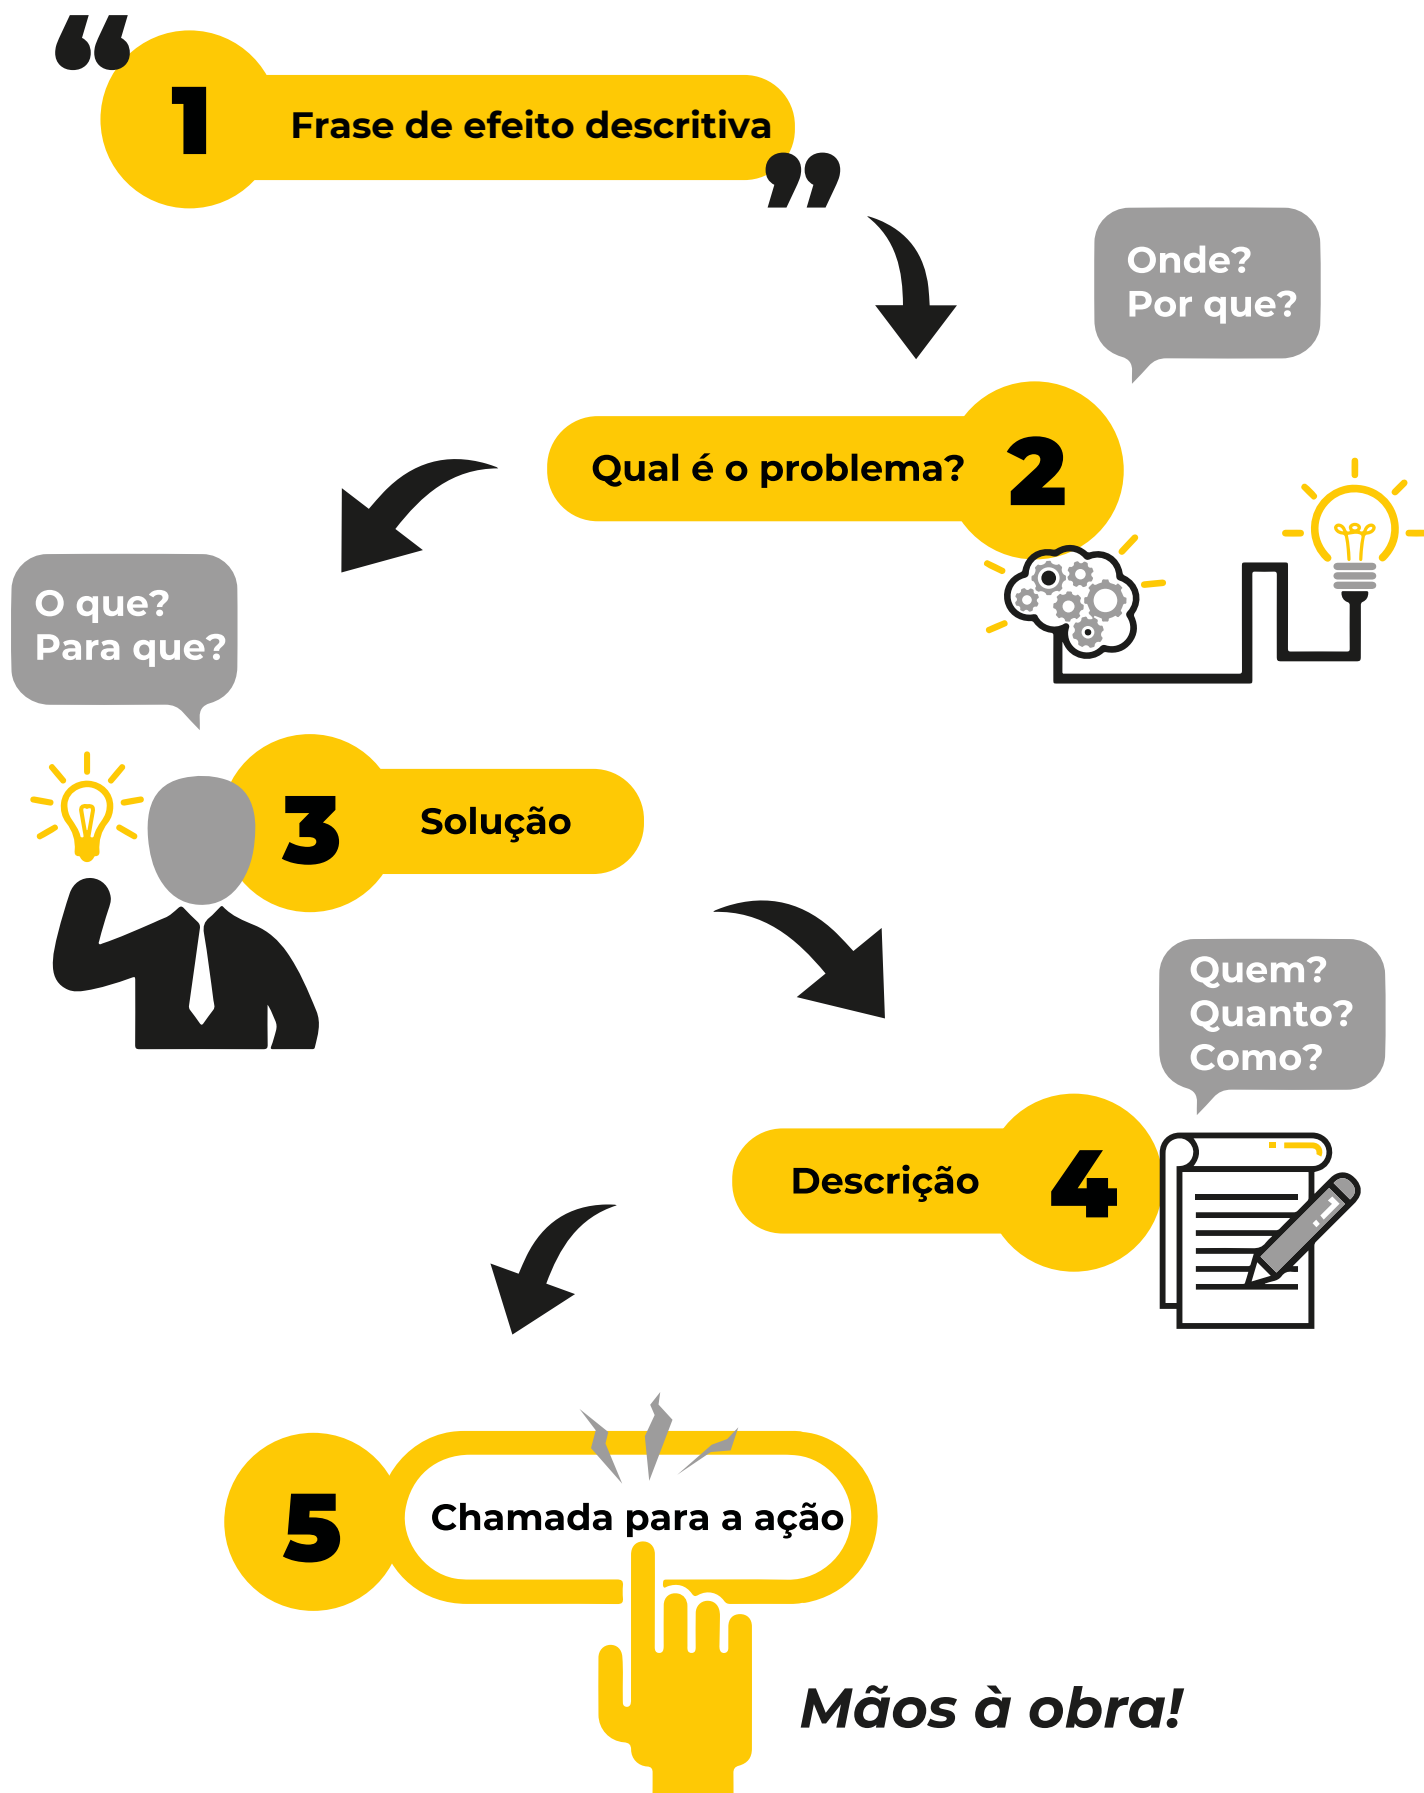 “
1
Frase de efeito descritiva
”
Onde?
Por que?
Qual é o problema?
2
O que?
Para que?
3
Solução
Quem?
Quanto?
Como?
Descrição
4
5
Chamada para a ação
Mãos à obra!